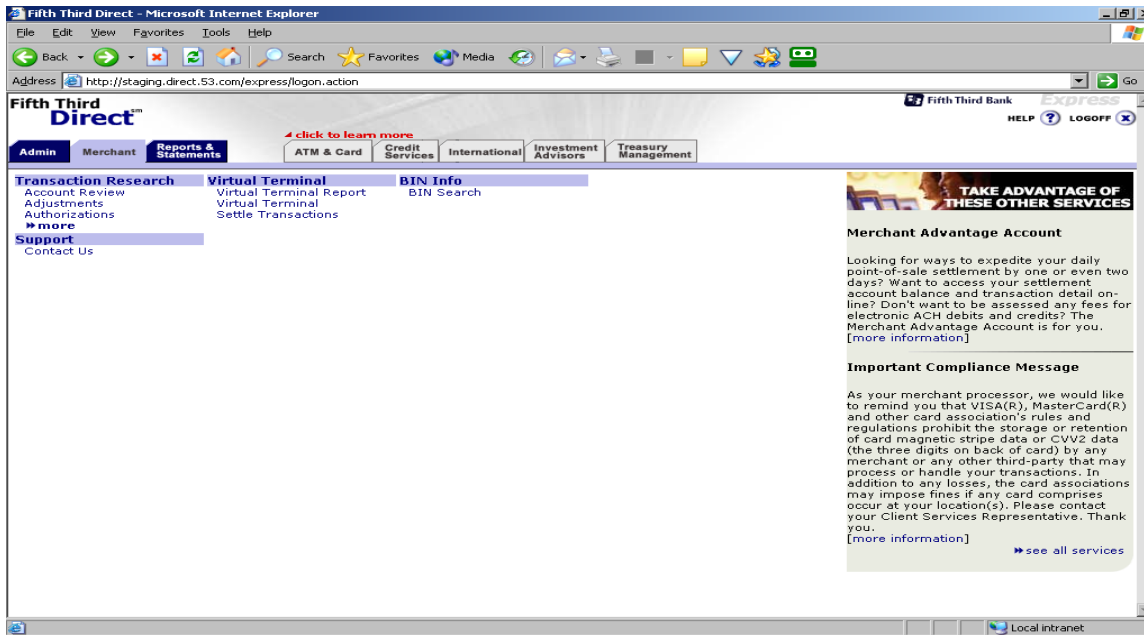 Fifth Third Direct - Microsoft Internet Explorer
File Edit View Favorites Tools Help
Back Search Favorites Media
Address http://staging.direct.53.com/express/logon.action Go
Fifth Third
Direct℠
Fifth Third Bank Express
HELP ? LOGOFF X
click to learn more
Admin Merchant Reports & Statements ATM & Card Credit Services International Investment Advisors Treasury Management
Transaction Research
Account Review
Adjustments
Authorizations
more
Support
Contact Us
Virtual Terminal
Virtual Terminal Report
Virtual Terminal
Settle Transactions
BIN Info
BIN Search
TAKE ADVANTAGE OF
THESE OTHER SERVICES
Merchant Advantage Account
Looking for ways to expedite your daily
point-of-sale settlement by one or even two
days? Want to access your settlement
account balance and transaction detail on-
line? Don't want to be assessed any fees for
electronic ACH debits and credits? The
Merchant Advantage Account is for you.
[more information]
Important Compliance Message
As your merchant processor, we would like
to remind you that VISA(R), MasterCard(R)
and other card association's rules and
regulations prohibit the storage or retention
of card magnetic stripe data or CVV2 data
(the three digits on back of card) by any
merchant or any other third-party that may
process or handle your transactions. In
addition to any losses, the card associations
may impose fines if any card comprises
occur at your location(s). Please contact
your Client Services Representative. Thank
you.
[more information]
see all services
Local intranet